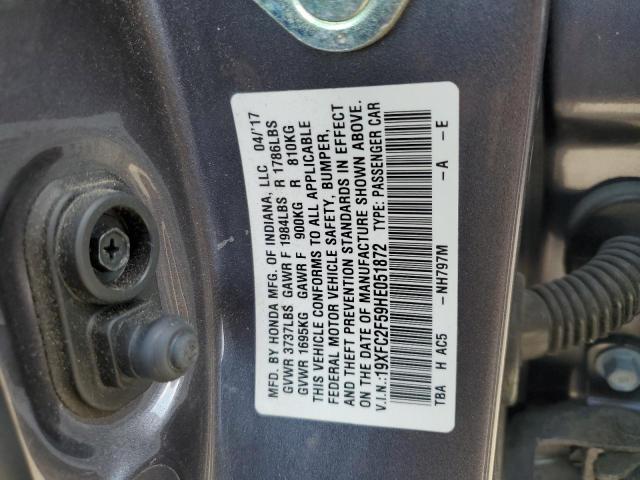 MFD. BY HONDA MFG. OF INDIANA, LLC 04/'17
GVWR 3737LBS GAWR F 1984LBS R 1786LBS
GVWR 1695KG GAWR F 900KG R 810KG
THIS VEHICLE CONFORMS TO ALL APPLICABLE
FEDERAL MOTOR VEHICLE SAFETY, BUMPER,
AND THEFT PREVENTION STANDARDS IN EFFECT
ON THE DATE OF MANUFACTURE SHOWN ABOVE.
V.I.N.:19XFC2F59HE051872 TYPE: PASSENGER CAR
TBA H AC5 -NH797M -A -E